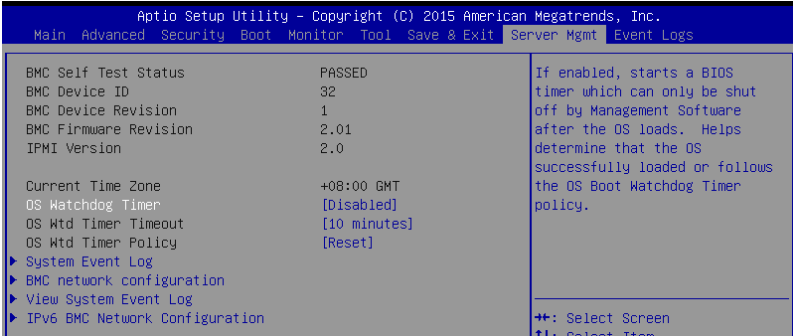 Aptio Setup Utility – Copyright (C) 2015 American Megatrends, Inc.
Main Advanced Security Boot Monitor Tool Save & Exit Server Mgmt Event Logs
BMC Self Test Status PASSED
BMC Device ID 32
BMC Device Revision 1
BMC Firmware Revision 2.01
IPMI Version 2.0
Current Time Zone +08:00 GMT
OS Watchdog Timer [Disabled]
OS Wtd Timer Timeout [10 minutes]
OS Wtd Timer Policy [Reset]
System Event Log
BMC network configuration
View System Event Log
IPv6 BMC Network Configuration
If enabled, starts a BIOS
timer which can only be shut
off by Management Software
after the OS loads. Helps
determine that the OS
successfully loaded or follows
the OS Boot Watchdog Timer
policy.
→←: Select Screen
↑↓: Select Item